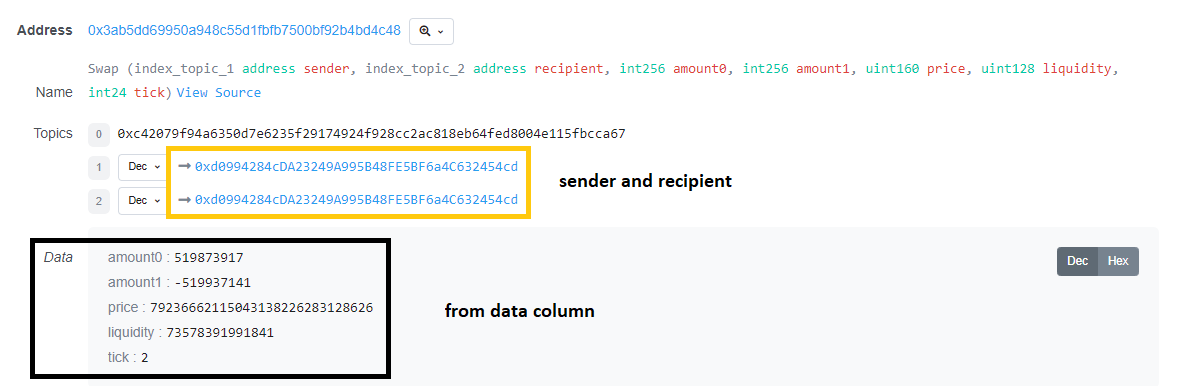 Address 0x3ab5dd69950a948c55d1fbfb7500bf92b4bd4c48
Swap (index_topic_1 address sender, index_topic_2 address recipient, int256 amount0, int256 amount1, uint160 price, uint128 liquidity,
Name int24 tick) View Source
Topics 0 0xc42079f94a6350d7e6235f29174924f928cc2ac818eb64fed8004e115fbcca67
1 Dec → 0xd0994284cDA23249A995B48FE5BF6a4C632454cd
sender and recipient
2 Dec → 0xd0994284cDA23249A995B48FE5BF6a4C632454cd
Data amount0 : 519873917
Dec Hex
amount1 : -519937141
price : 79236662115043138226283128626
from data column
liquidity : 73578391991841
tick : 2